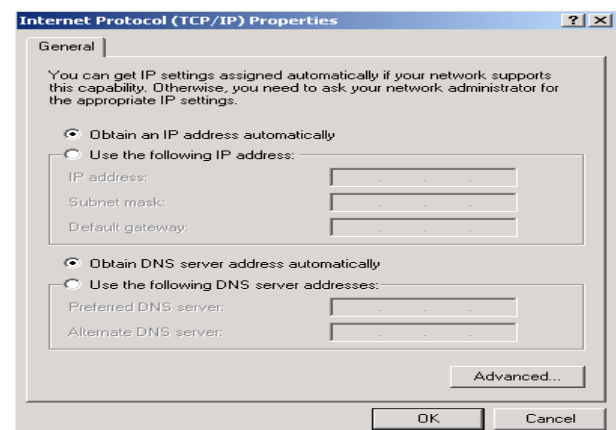 Internet Protocol (TCP/IP) Properties
General
You can get IP settings assigned automatically if your network supports
this capability. Otherwise, you need to ask your network administrator for
the appropriate IP settings.
Obtain an IP address automatically
Use the following IP address:
IP address:
Subnet mask:
Default gateway:
Obtain DNS server address automatically
Use the following DNS server addresses:
Preferred DNS server:
Alternate DNS server:
Advanced...
OK
Cancel